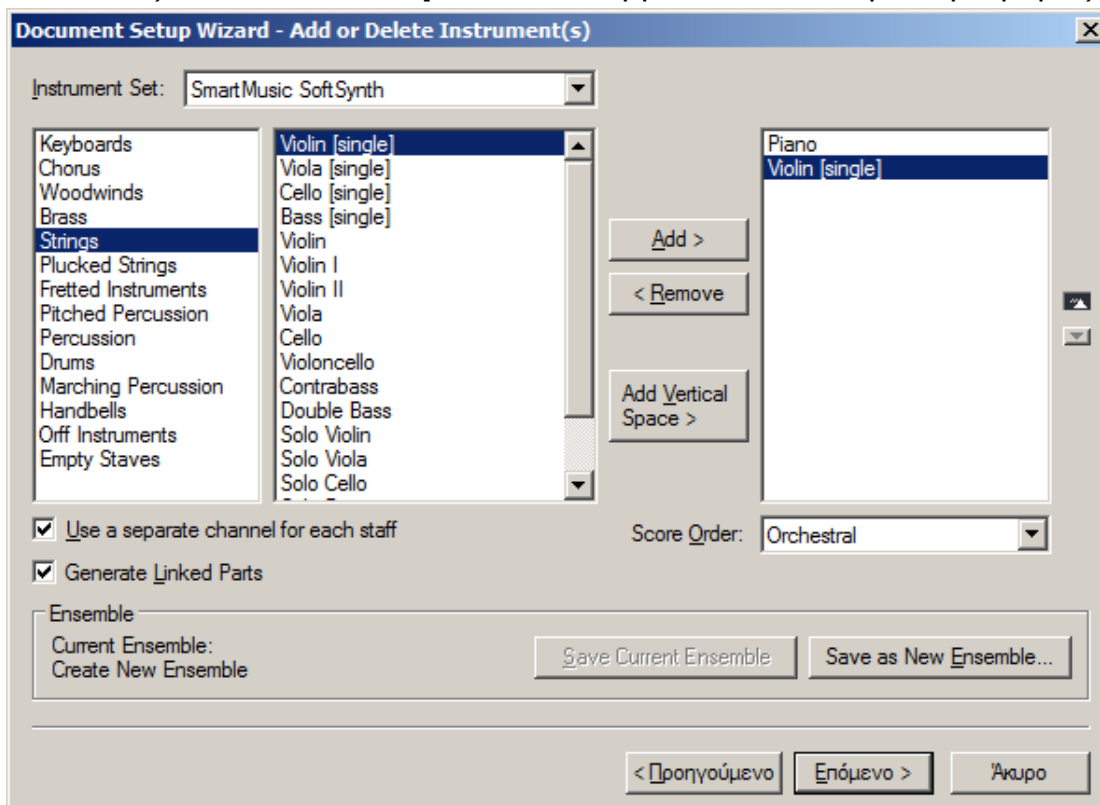 Document Setup Wizard - Add or Delete Instrument(s)
Instrument Set: SmartMusic SoftSynth
Keyboards
Chorus
Woodwinds
Brass
Strings
Plucked Strings
Fretted Instruments
Pitched Percussion
Percussion
Drums
Marching Percussion
Handbells
Orff Instruments
Empty Staves
Violin [single]
Viola [single]
Cello [single]
Bass [single]
Violin
Violin I
Violin II
Viola
Cello
Violoncello
Contrabass
Double Bass
Solo Violin
Solo Viola
Solo Cello
Add >
< Remove
Add Vertical
Space >
Piano
Violin [single]
Use a separate channel for each staff
Score Order: Orchestral
Generate Linked Parts
Ensemble
Current Ensemble:
Create New Ensemble
Save Current Ensemble
Save as New Ensemble...
< Προηγούμενο
Επόμενο >
Άκυρο